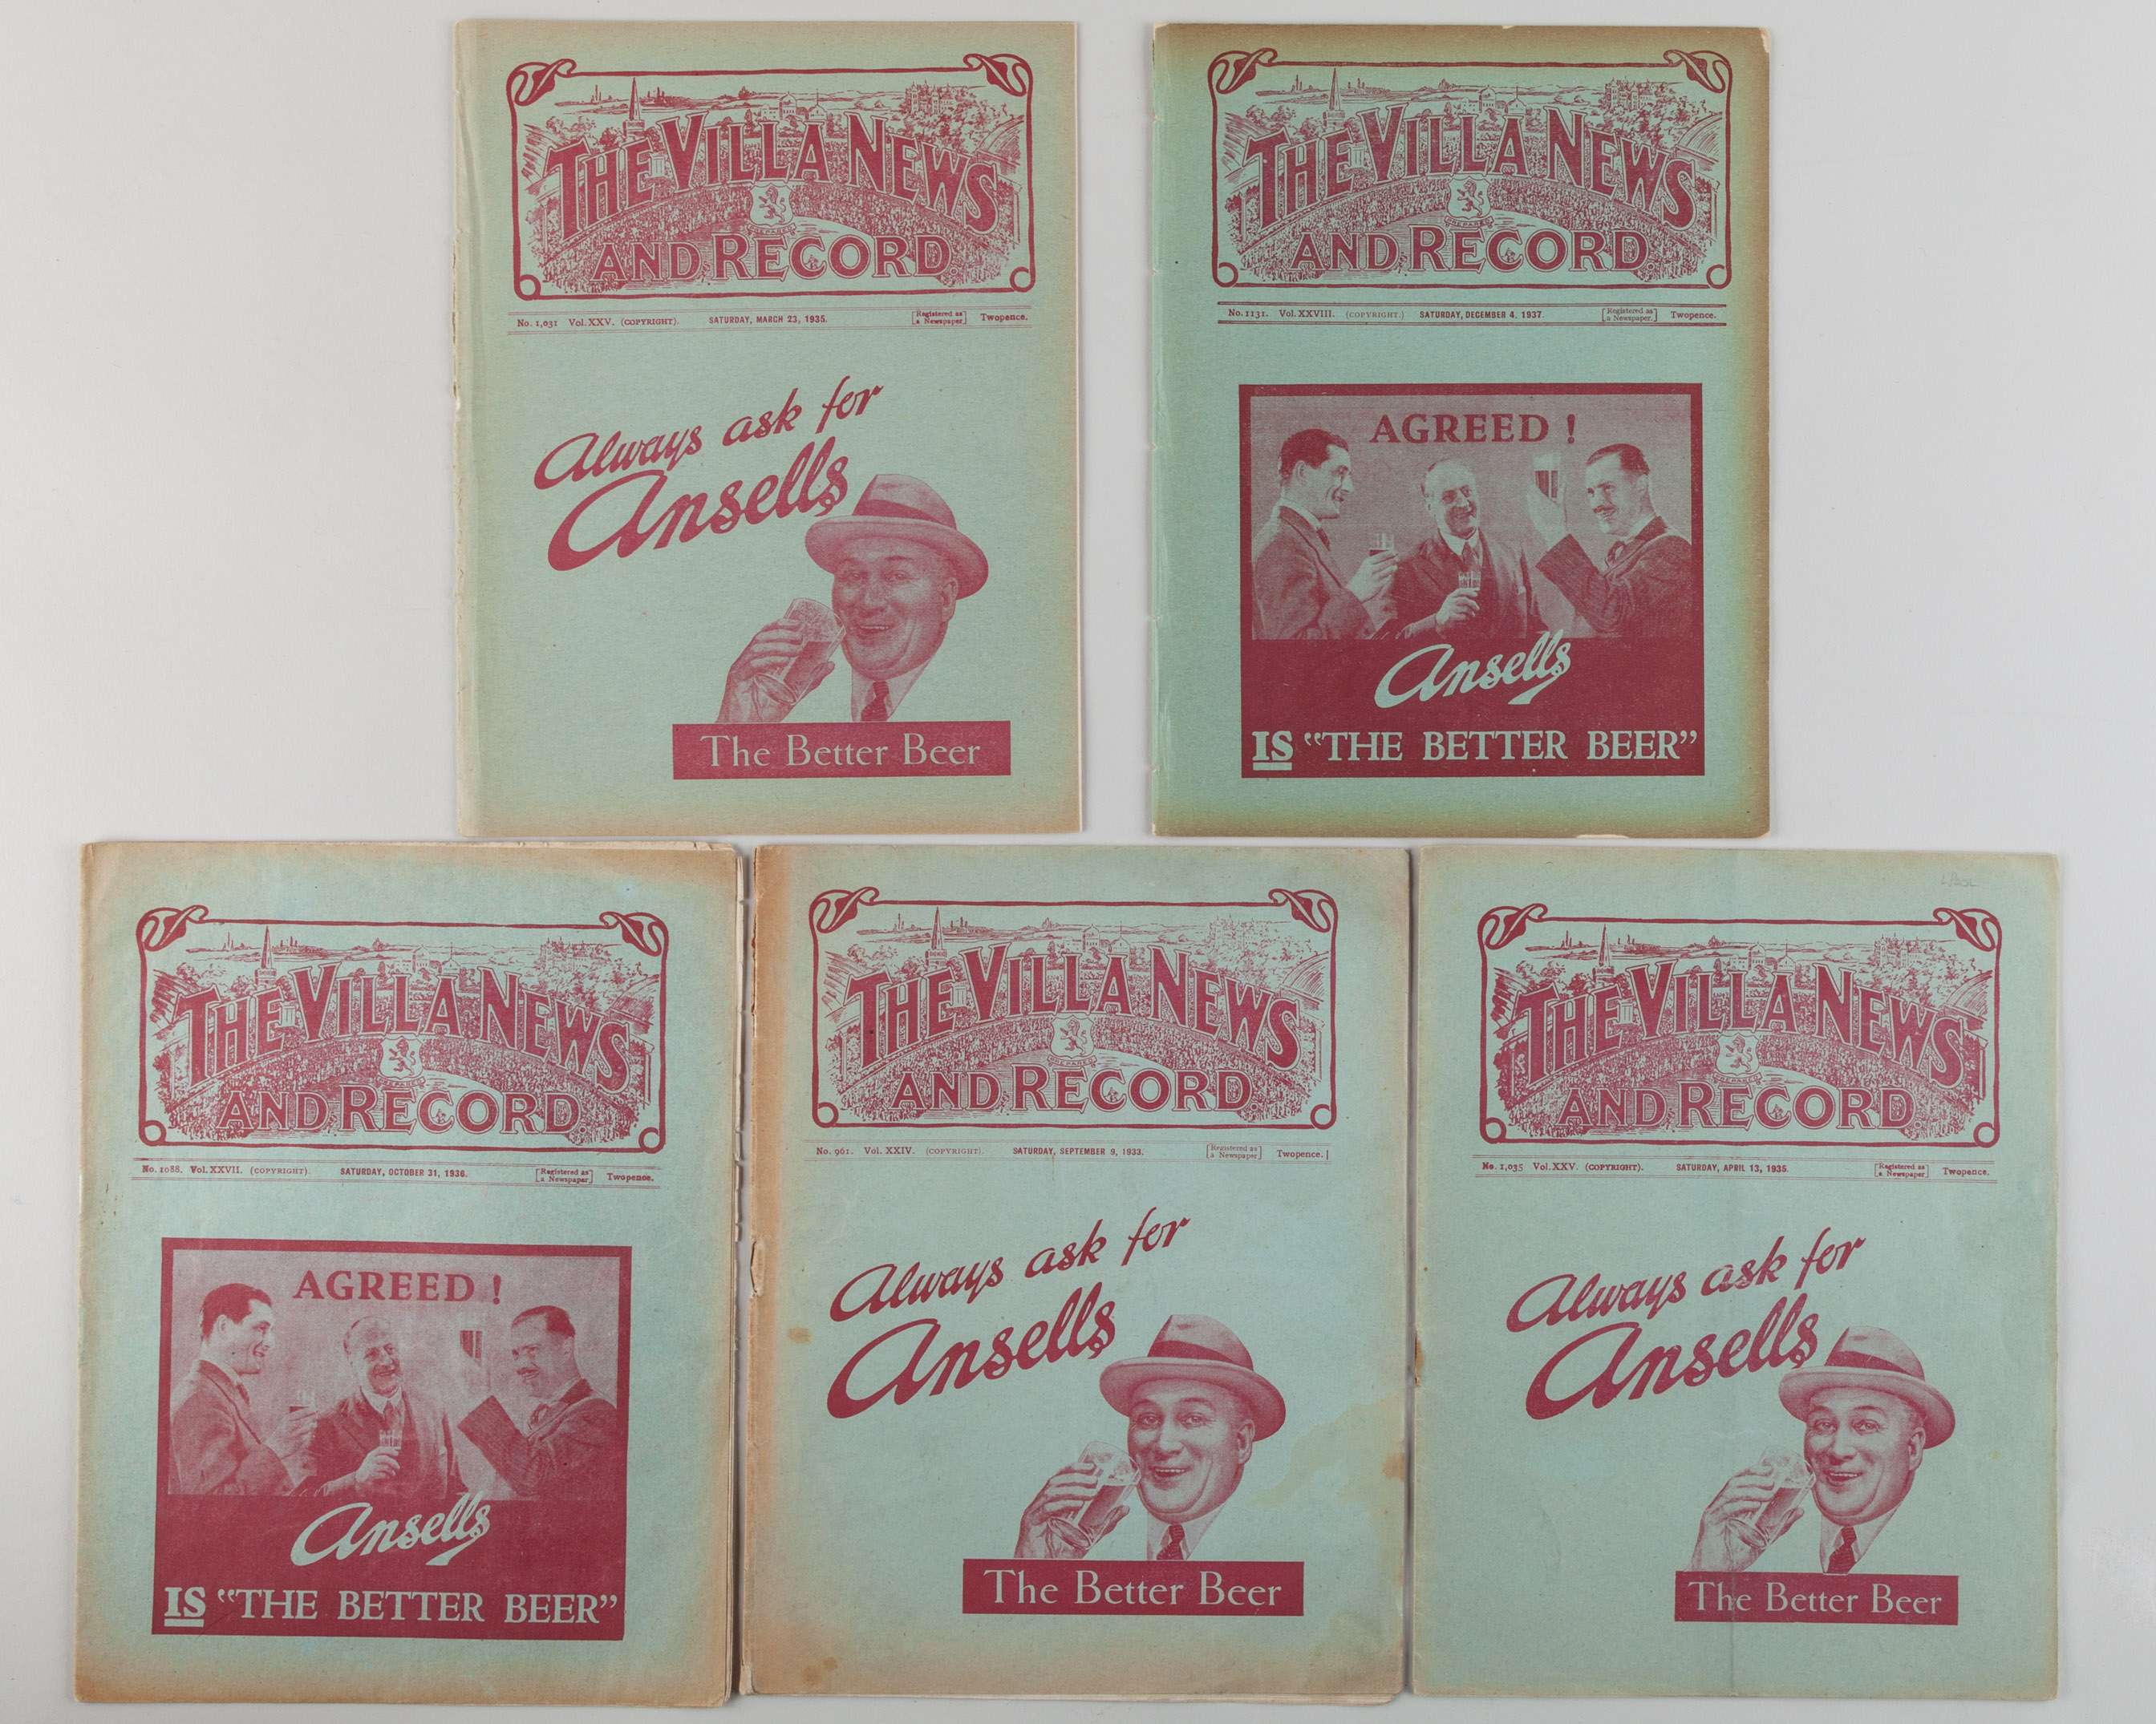 THE VILLA NEWS
AND RECORD
No. 1,031 Vol. XXV. (COPYRIGHT). SATURDAY, MARCH 23, 1935. [Registered as a Newspaper] Twopence.
Always ask for
Ansells
The Better Beer
THE VILLA NEWS
AND RECORD
No. 1131. Vol. XXVIII. (COPYRIGHT.) SATURDAY, DECEMBER 4, 1937. [Registered as a Newspaper.] Twopence.
AGREED !
Ansells
IS "THE BETTER BEER"
THE VILLA NEWS
AND RECORD
No. 1088. Vol. XXVII. (COPYRIGHT). SATURDAY, OCTOBER 31, 1936. [Registered as a Newspaper] Twopence.
AGREED !
Ansells
IS "THE BETTER BEER"
THE VILLA NEWS
AND RECORD
No. 961. Vol. XXIV. (COPYRIGHT). SATURDAY, SEPTEMBER 9, 1933. [Registered as a Newspaper] Twopence.
Always ask for
Ansells
The Better Beer
THE VILLA NEWS
AND RECORD
No. 1,035 Vol. XXV. (COPYRIGHT). SATURDAY, APRIL 13, 1935. [Registered as a Newspaper] Twopence.
Always ask for
Ansells
The Better Beer